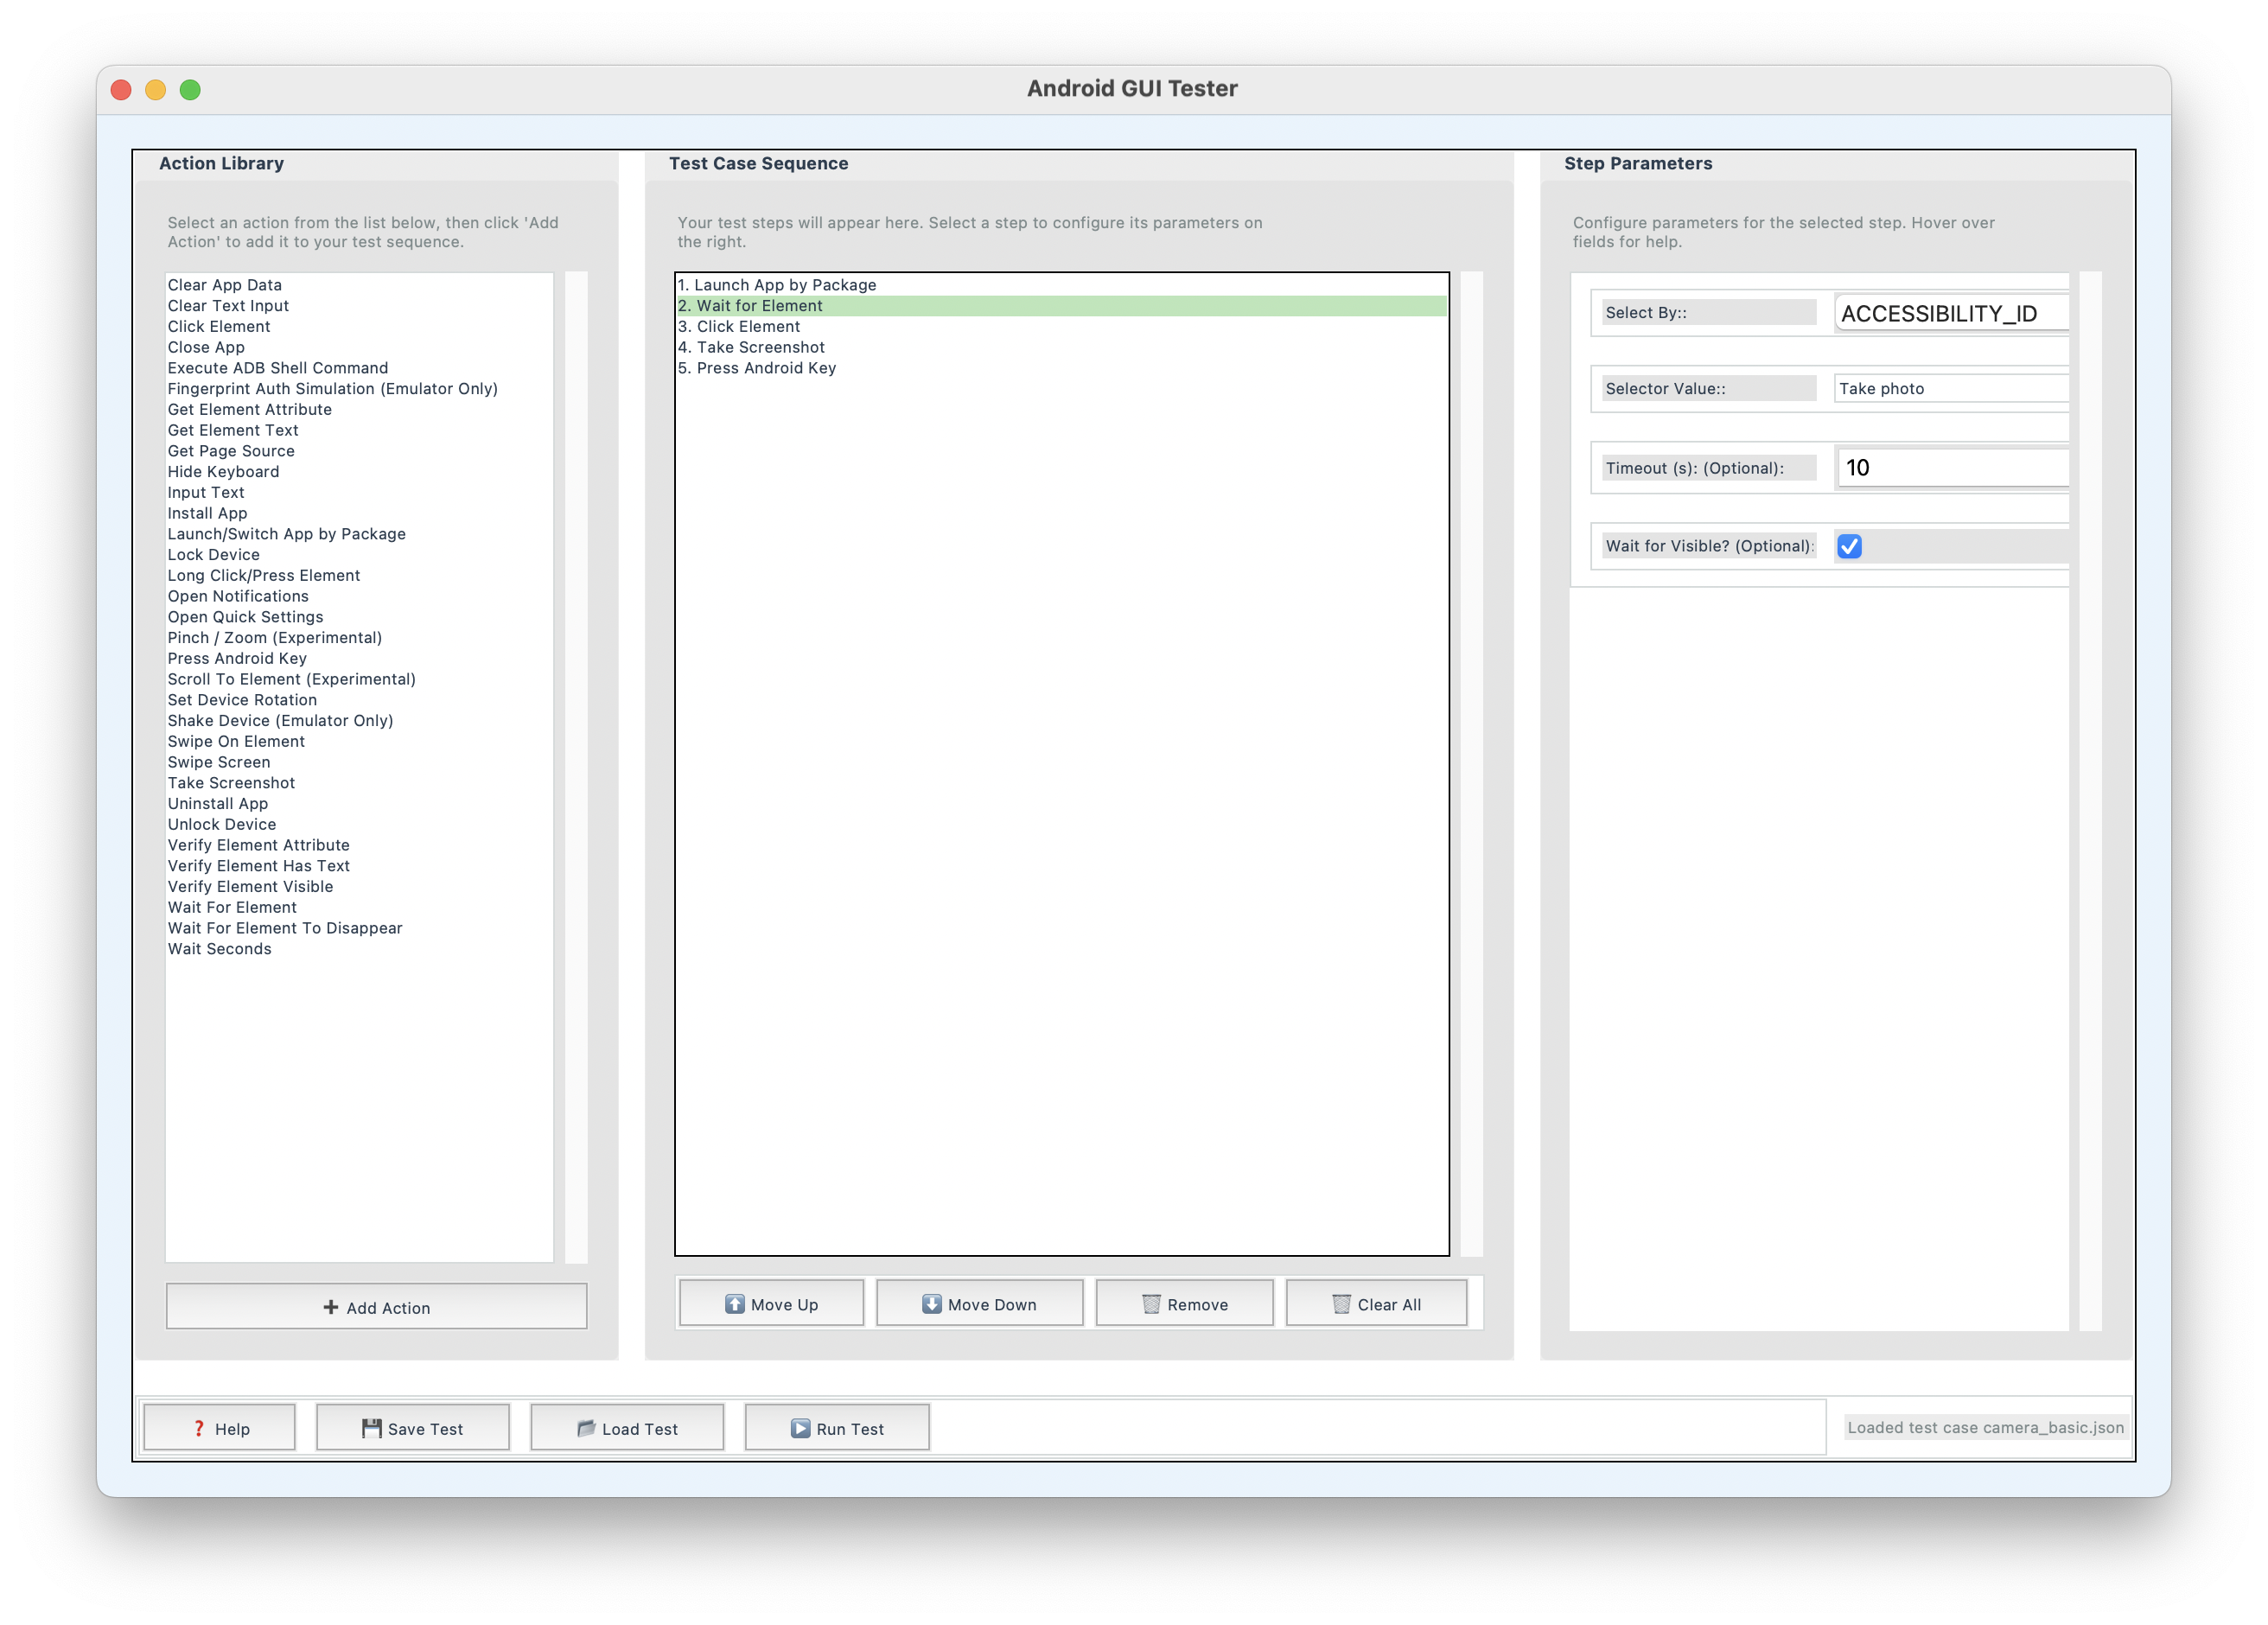 Android GUI Tester
Action Library
Select an action from the list below, then click 'Add
Action' to add it to your test sequence.
Clear App Data
Clear Text Input
Click Element
Close App
Execute ADB Shell Command
Fingerprint Auth Simulation (Emulator Only)
Get Element Attribute
Get Element Text
Get Page Source
Hide Keyboard
Input Text
Install App
Launch/Switch App by Package
Lock Device
Long Click/Press Element
Open Notifications
Open Quick Settings
Pinch / Zoom (Experimental)
Press Android Key
Scroll To Element (Experimental)
Set Device Rotation
Shake Device (Emulator Only)
Swipe On Element
Swipe Screen
Take Screenshot
Uninstall App
Unlock Device
Verify Element Attribute
Verify Element Has Text
Verify Element Visible
Wait For Element
Wait For Element To Disappear
Wait Seconds
Add Action
Test Case Sequence
Your test steps will appear here. Select a step to configure its parameters on
the right.
1. Launch App by Package
2. Wait for Element
3. Click Element
4. Take Screenshot
5. Press Android Key
Move Up
Move Down
Remove
Clear All
Step Parameters
Configure parameters for the selected step. Hover over
fields for help.
Select By:: ACCESSIBILITY_ID
Selector Value:: Take photo
Timeout (s): (Optional): 10
Wait for Visible? (Optional):
Help
Save Test
Load Test
Run Test
Loaded test case camera_basic.json